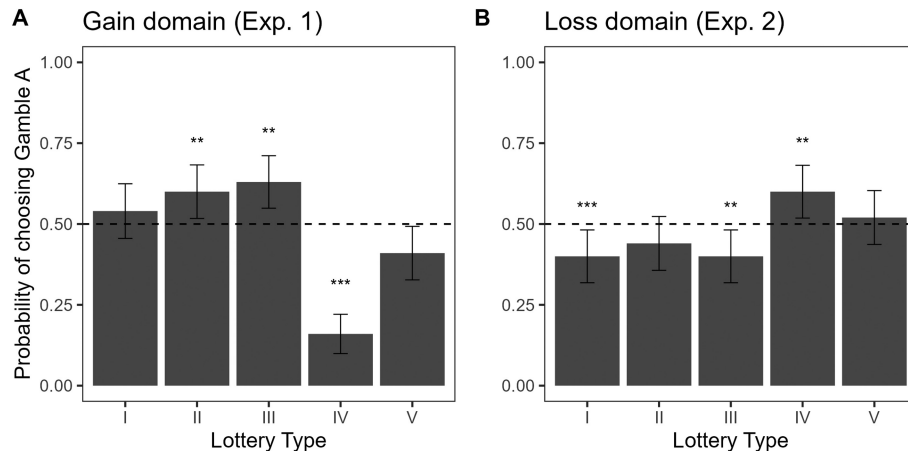 A Gain domain (Exp. 1)
Probability of choosing Gamble A
1.00
0.75
0.50
0.25
0.00
** ** ***
I II III IV V
Lottery Type
B Loss domain (Exp. 2)
1.00
0.75
0.50
0.25
0.00
*** ** **
I II III IV V
Lottery Type